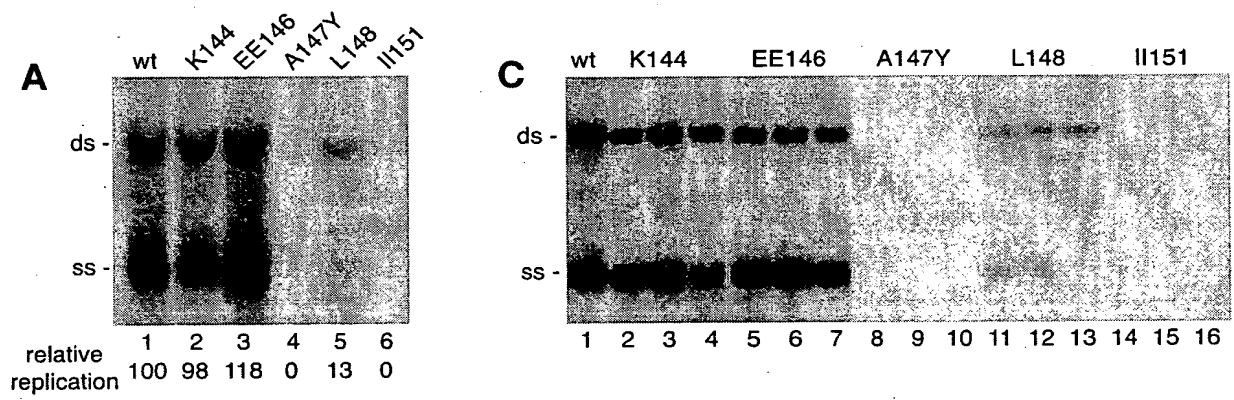 A
wt K144 EE146 A147Y L148 II151
ds -
ss -
1 2 3 4 5 6
relative replication 100 98 118 0 13 0
C
wt K144 EE146 A147Y L148 II151
ds -
ss -
1 2 3 4 5 6 7 8 9 10 11 12 13 14 15 16